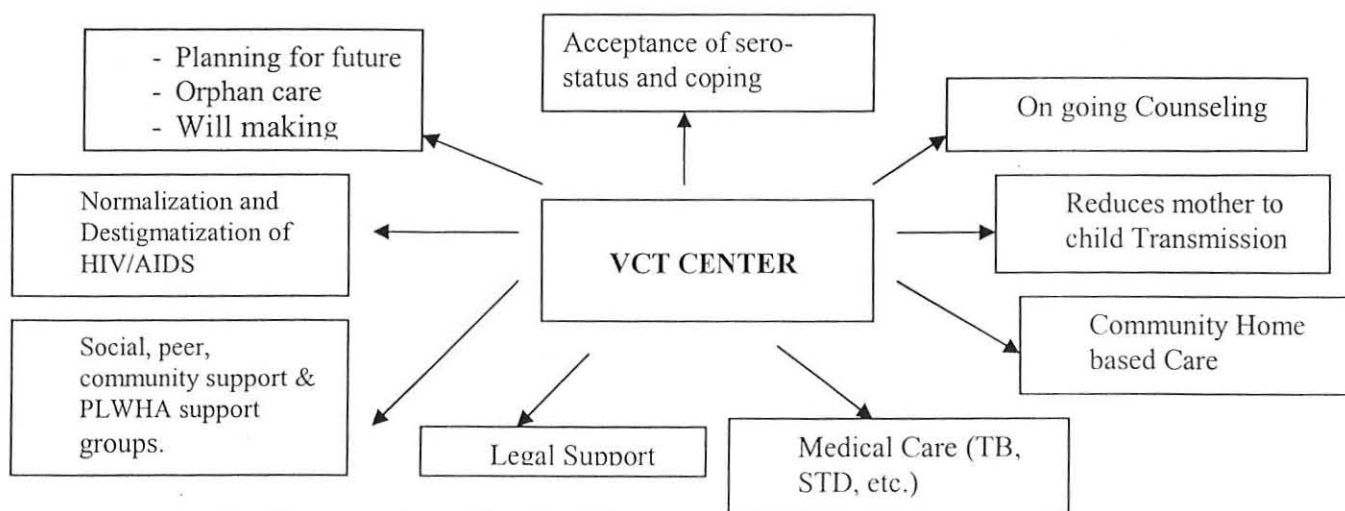 - Planning for future
- Orphan care
- Will making
Acceptance of sero-
status and coping
On going Counseling
Normalization and
Destigmatization of
HIV/AIDS
VCT CENTER
Reduces mother to
child Transmission
Social, peer,
community support &
PLWHA support
groups.
Community Home
based Care
Legal Support
Medical Care (TB,
STD, etc.)